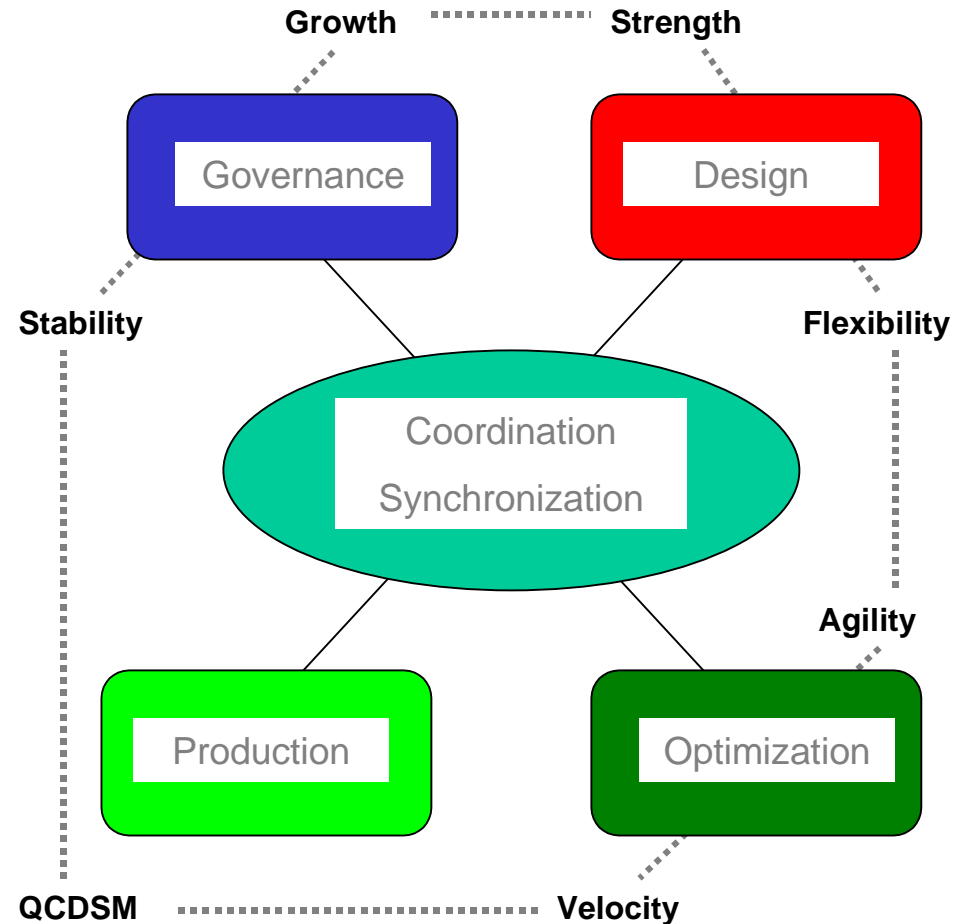 Growth
Strength
Governance
Design
Stability
Flexibility
Coordination
Synchronization
Agility
Production
Optimization
QCDSM
Velocity